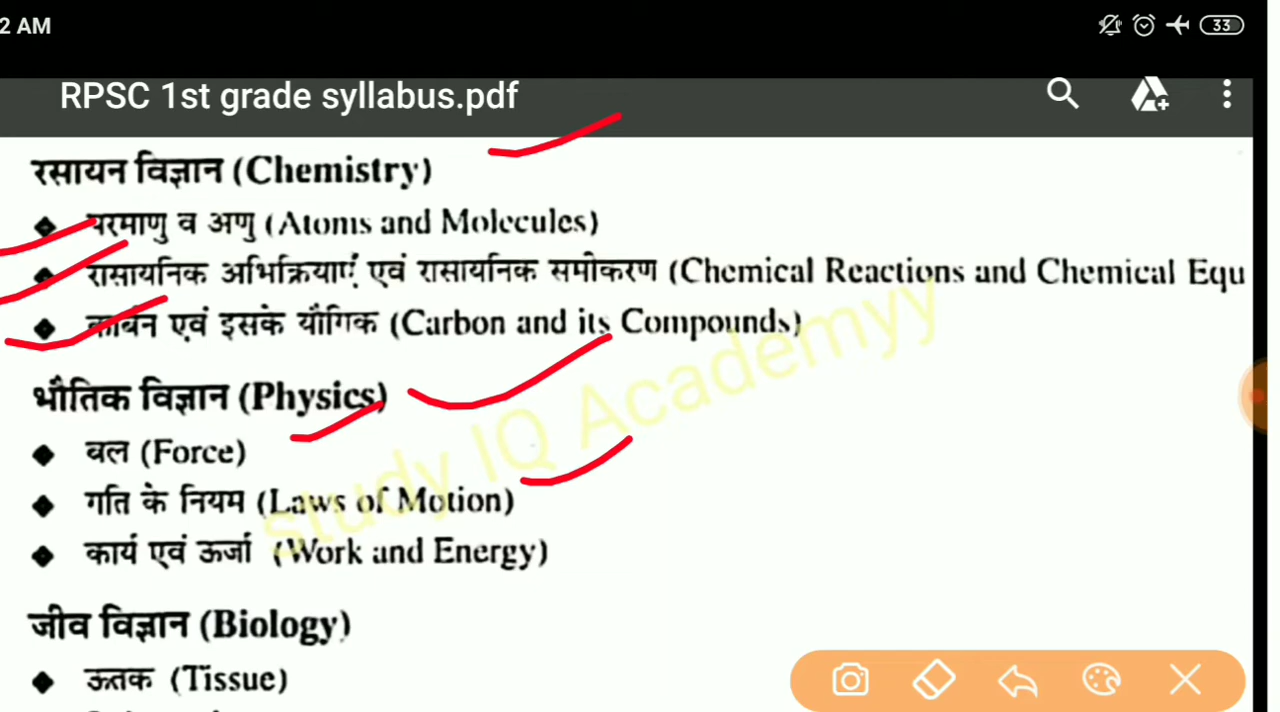 2 AM
33
RPSC 1st grade syllabus.pdf
रसायन विज्ञान (Chemistry)
परमाणु व अणु (Atoms and Molecules)
रासायनिक अभिक्रियाएँ एवं रासायनिक समीकरण (Chemical Reactions and Chemical Equ
कार्बन एवं इसके यौगिक (Carbon and its Compounds)
भौतिक विज्ञान (Physics)
बल (Force)
गति के नियम (Laws of Motion)
कार्य एवं ऊर्जा (Work and Energy)
जीव विज्ञान (Biology)
ऊतक (Tissue)
study IQ Academyy